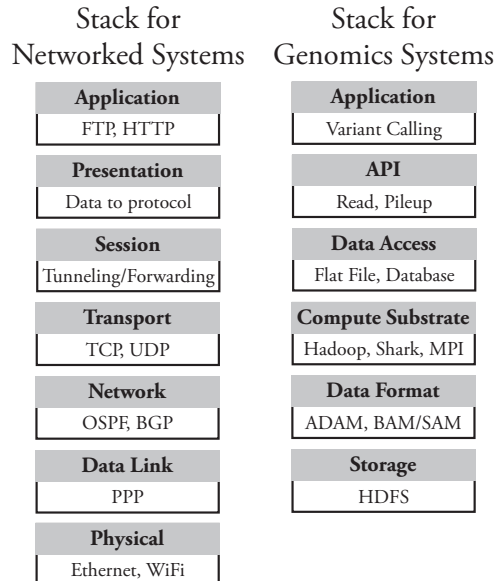 Stack for
Networked Systems
Application
FTP, HTTP
Presentation
Data to protocol
Session
Tunneling/Forwarding
Transport
TCP, UDP
Network
OSPF, BGP
Data Link
PPP
Physical
Ethernet, WiFi
Stack for
Genomics Systems
Application
Variant Calling
API
Read, Pileup
Data Access
Flat File, Database
Compute Substrate
Hadoop, Shark, MPI
Data Format
ADAM, BAM/SAM
Storage
HDFS